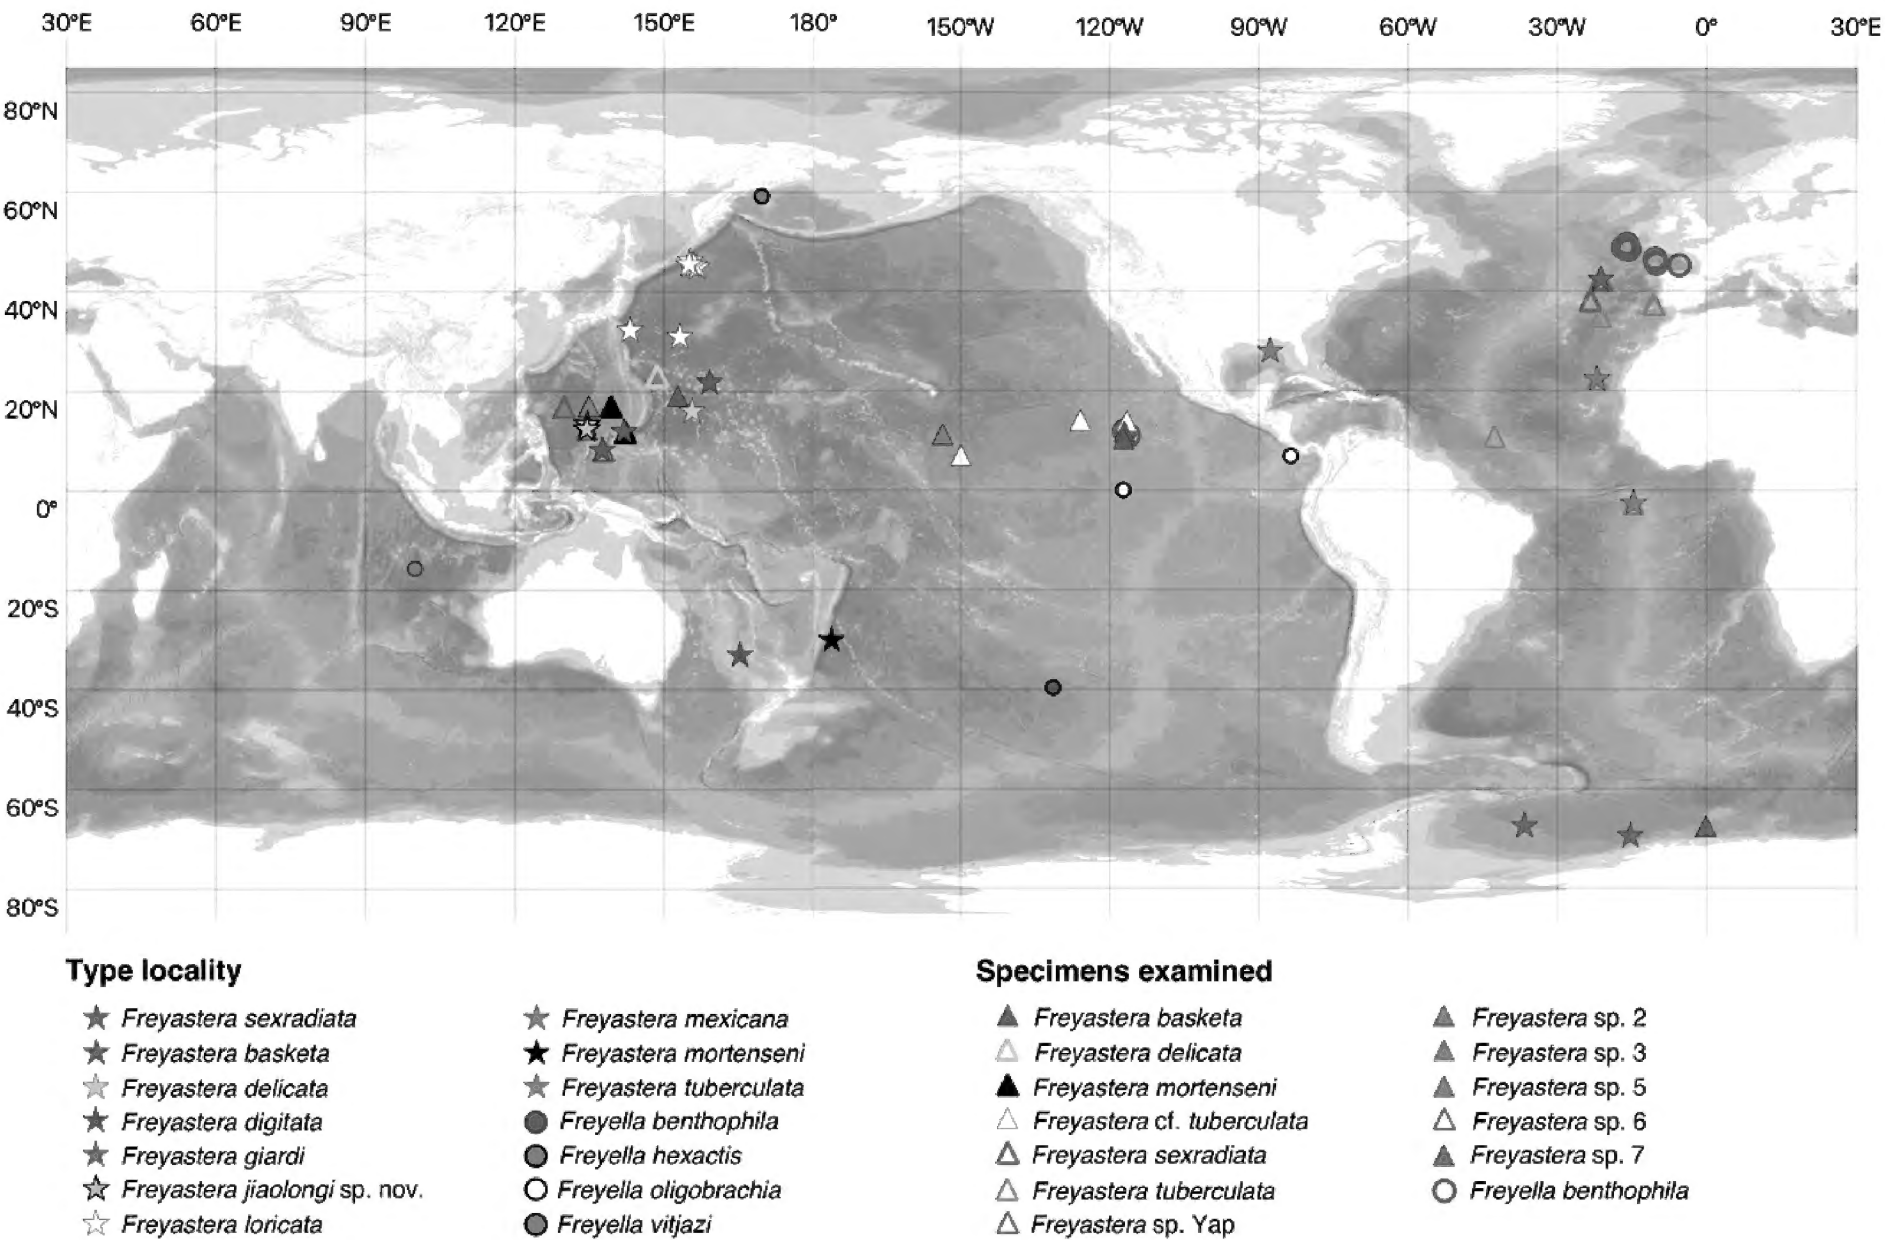 30°E 60°E 90°E 120°E 150°E 180° 150°W 120°W 90°W 60°W 30°W 0° 30°E
80°N
60°N
40°N
20°N
0°
20°S
40°S
60°S
80°S
Type locality
Freyastera sexradiata
Freyastera basketa
Freyastera delicata
Freyastera digitata
Freyastera giardi
Freyastera jiaolongi sp. nov.
Freyastera loricata
Freyastera mexicana
Freyastera mortenseni
Freyastera tuberculata
Freyella benthophila
Freyella hexactis
Freyella oligobrachia
Freyella vitjazi
Specimens examined
Freyastera basketa
Freyastera delicata
Freyastera mortenseni
Freyastera cf. tuberculata
Freyastera sexradiata
Freyastera tuberculata
Freyastera sp. Yap
Freyastera sp. 2
Freyastera sp. 3
Freyastera sp. 5
Freyastera sp. 6
Freyastera sp. 7
Freyella benthophila